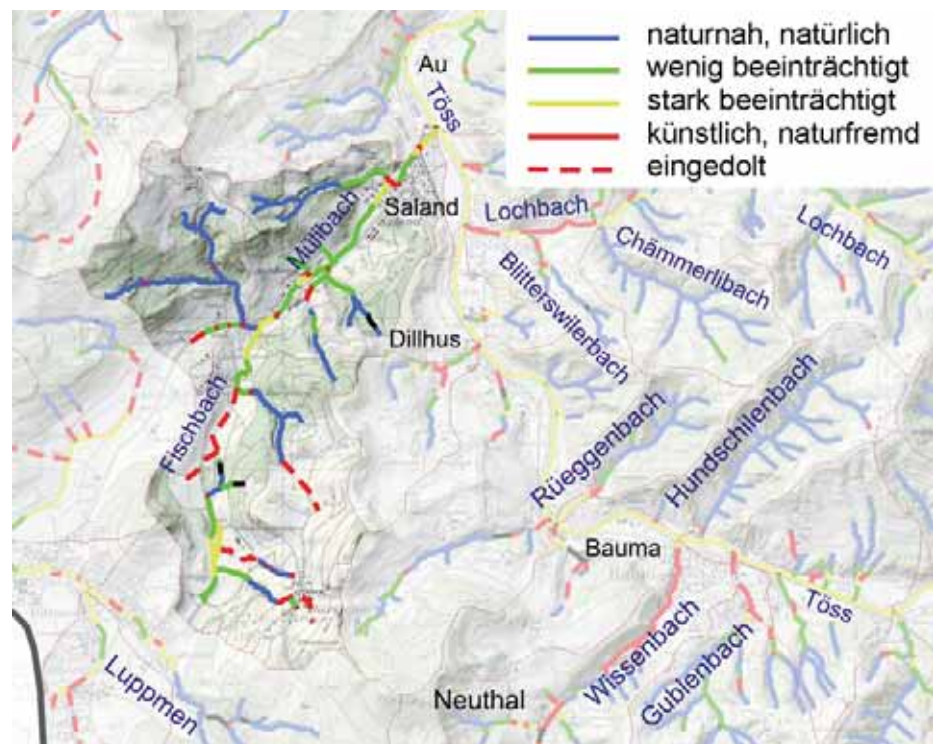 naturnah, natürlich
wenig beeinträchtigt
stark beeinträchtigt
künstlich, naturfremd
eingedolt
Au
Töss
Saland
Lochbach
Lochbach
Mülibach
Chämmerlibach
Blitterswilerbach
Dillhus
Fischbach
Rüeggenbach
Hundschilenbach
Bauma
Töss
Wissenbach
Gublenbach
Luppmen
Neuthal